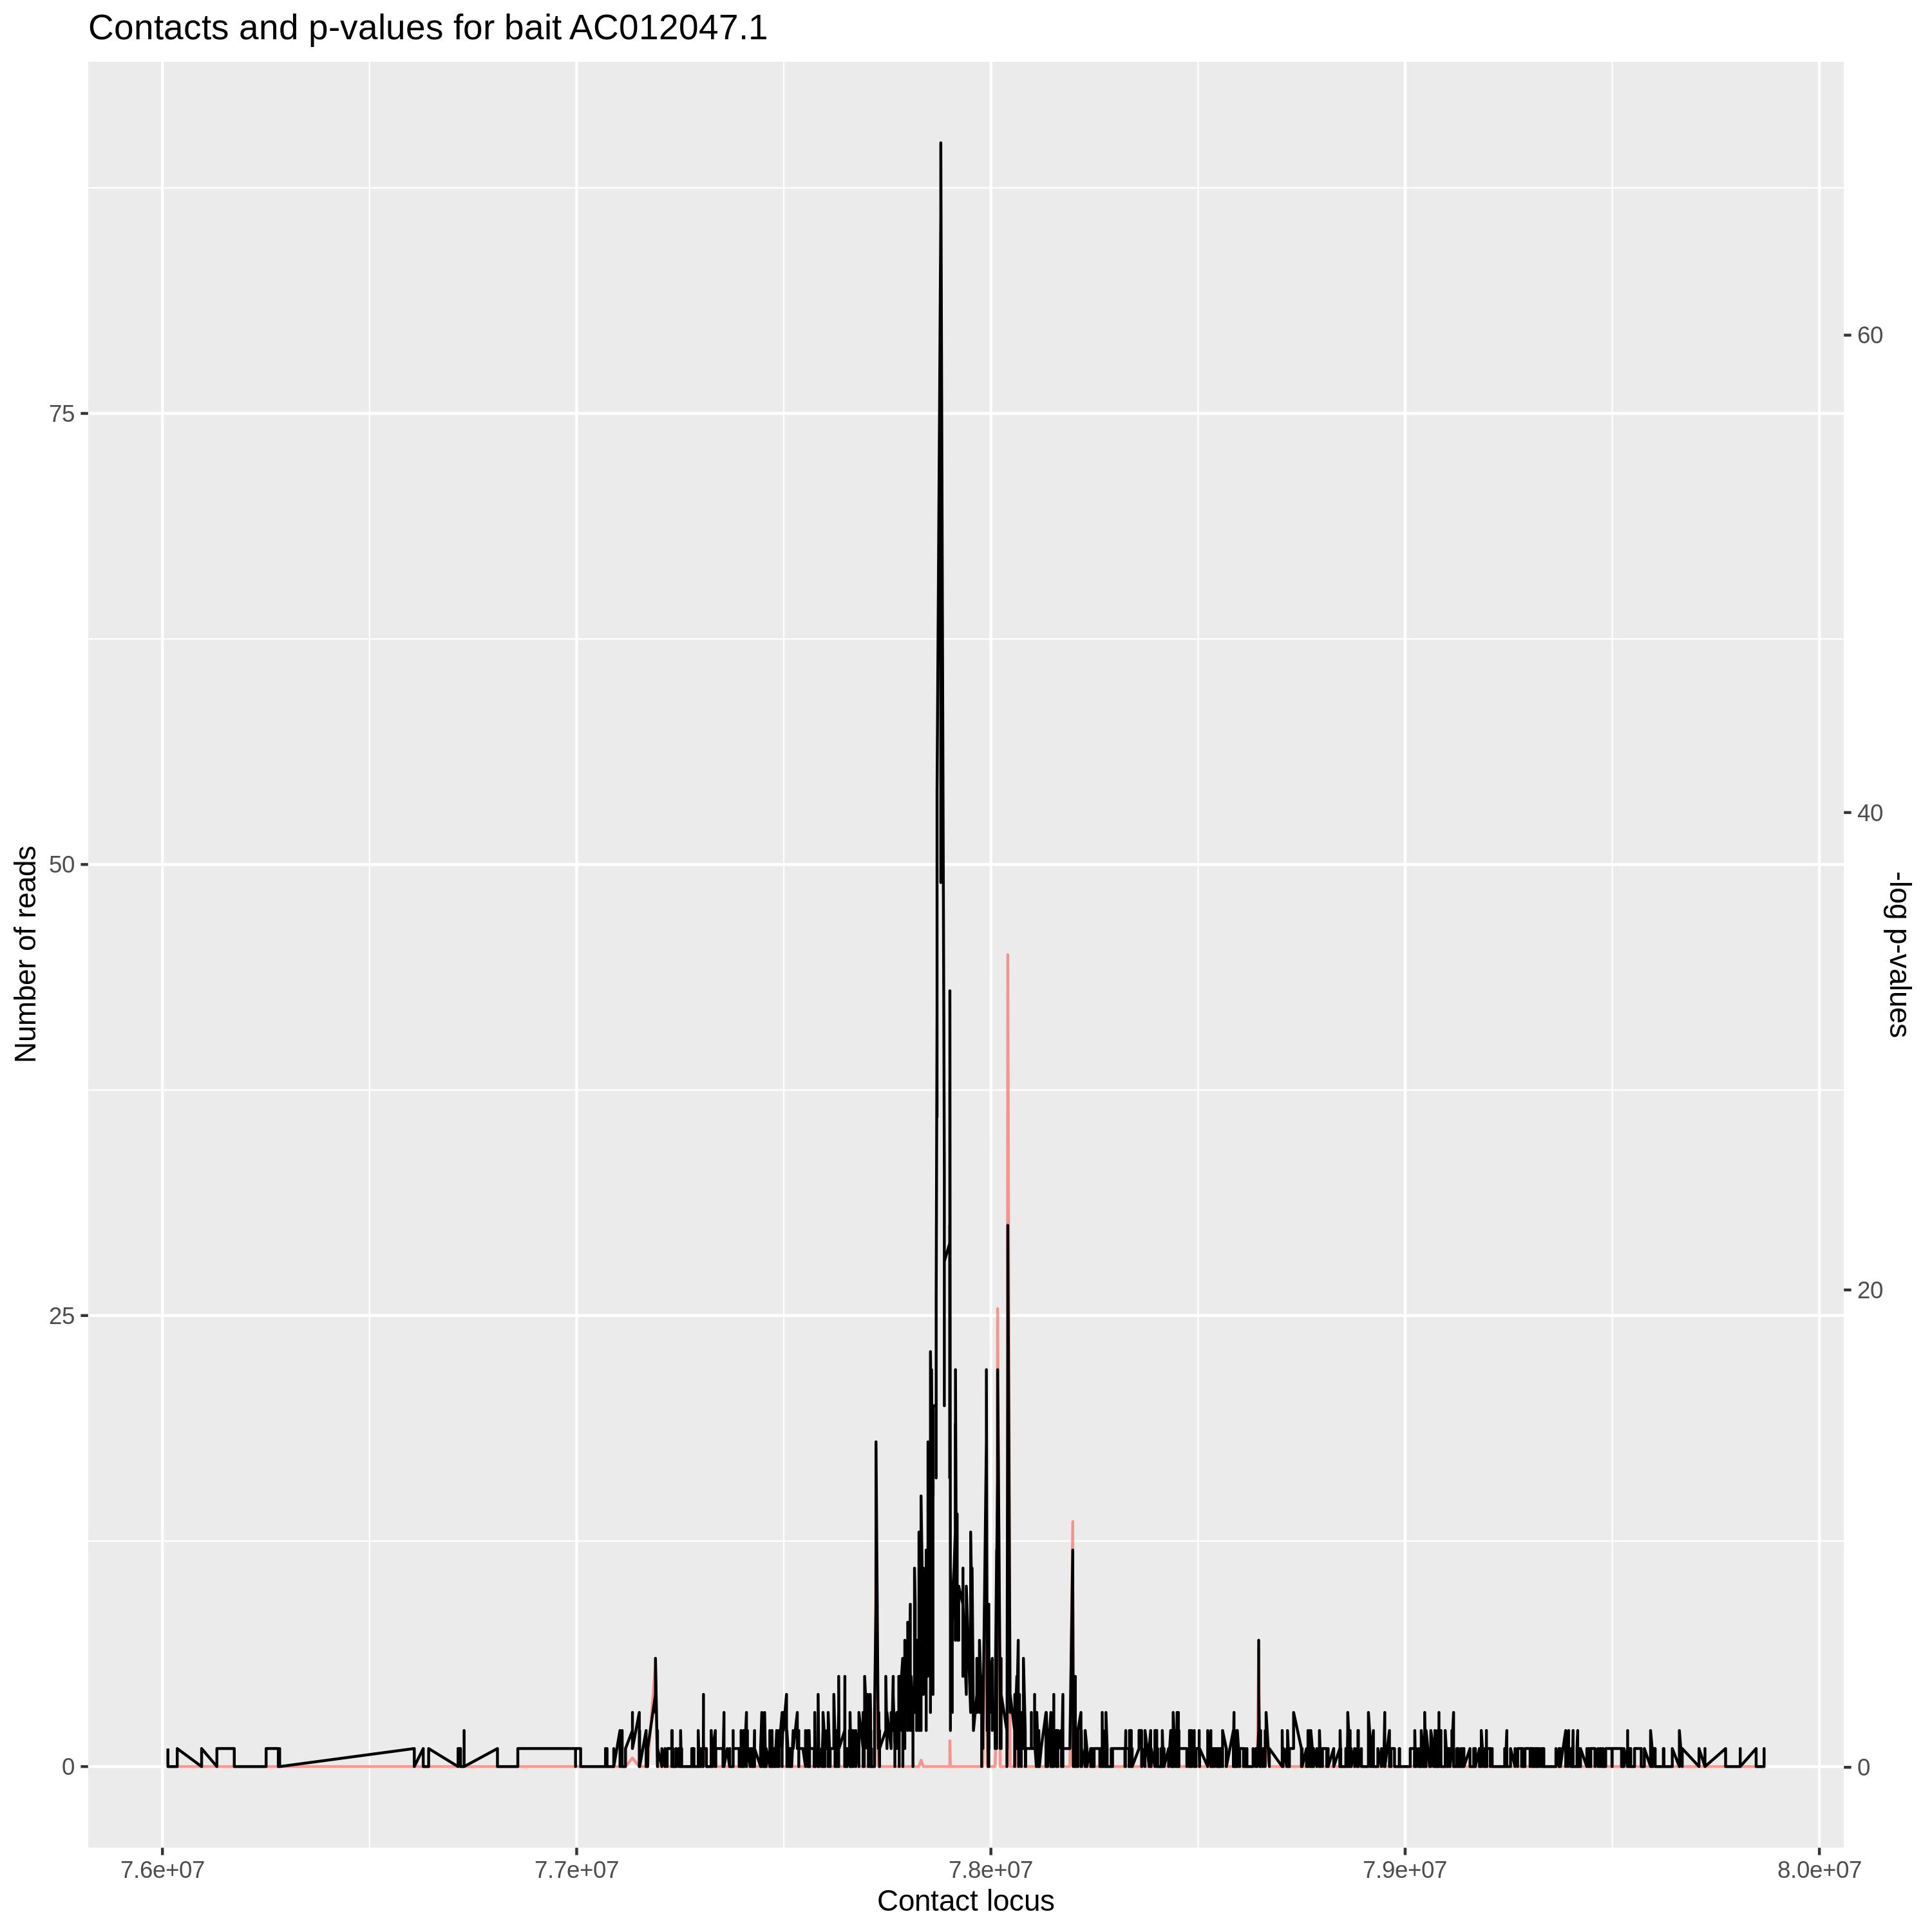 Contacts and p-values for bait AC012047.1
Number of reads
75
50
25
0
60
40
20
0
-log p-values
7.6e+07 7.7e+07 7.8e+07 7.9e+07 8.0e+07
Contact locus